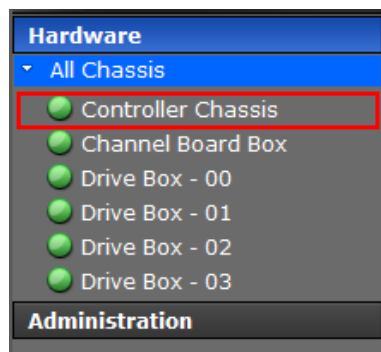 Hardware
All Chassis
Controller Chassis
Channel Board Box
Drive Box - 00
Drive Box - 01
Drive Box - 02
Drive Box - 03
Administration